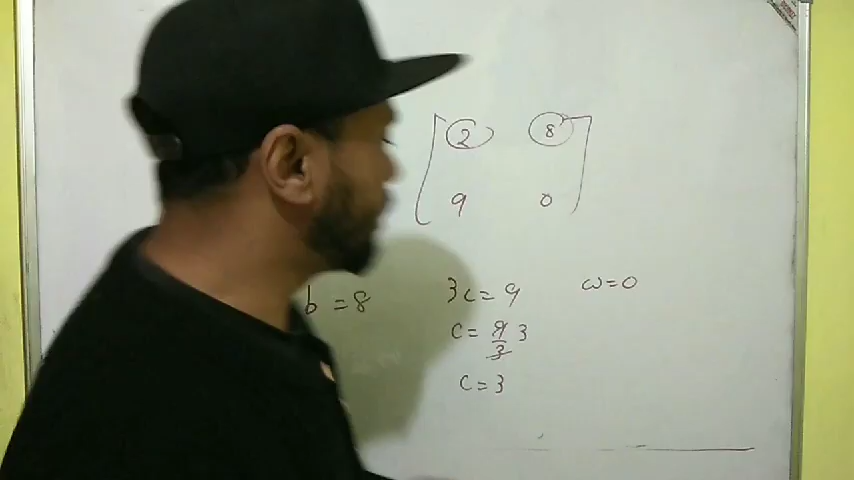 2 8
9 0
b = 8 3c = 9 ω = 0
c = 9/3 3
c = 3